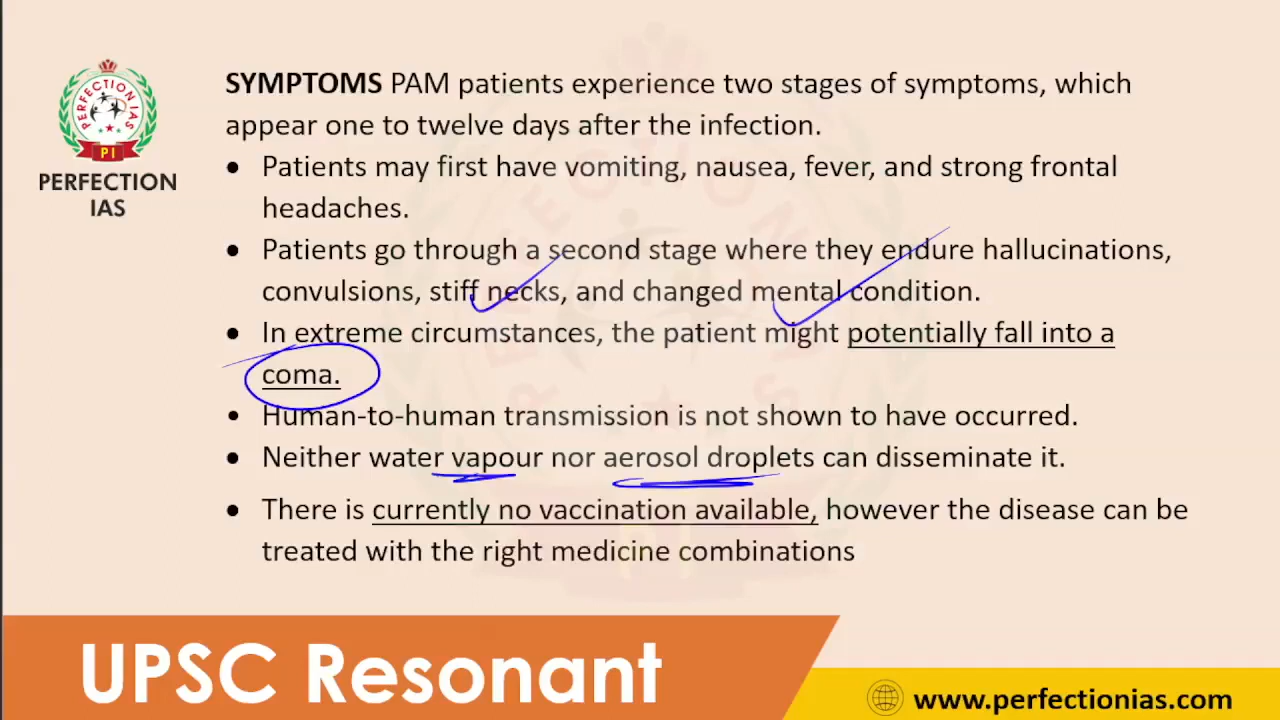 PERFECTION IAS
PI
PERFECTION
IAS
SYMPTOMS PAM patients experience two stages of symptoms, which
appear one to twelve days after the infection.
• Patients may first have vomiting, nausea, fever, and strong frontal
headaches.
• Patients go through a second stage where they endure hallucinations,
convulsions, stiff necks, and changed mental condition.
• In extreme circumstances, the patient might potentially fall into a
coma.
• Human-to-human transmission is not shown to have occurred.
• Neither water vapour nor aerosol droplets can disseminate it.
• There is currently no vaccination available, however the disease can be
treated with the right medicine combinations
UPSC Resonant
www.perfectionias.com